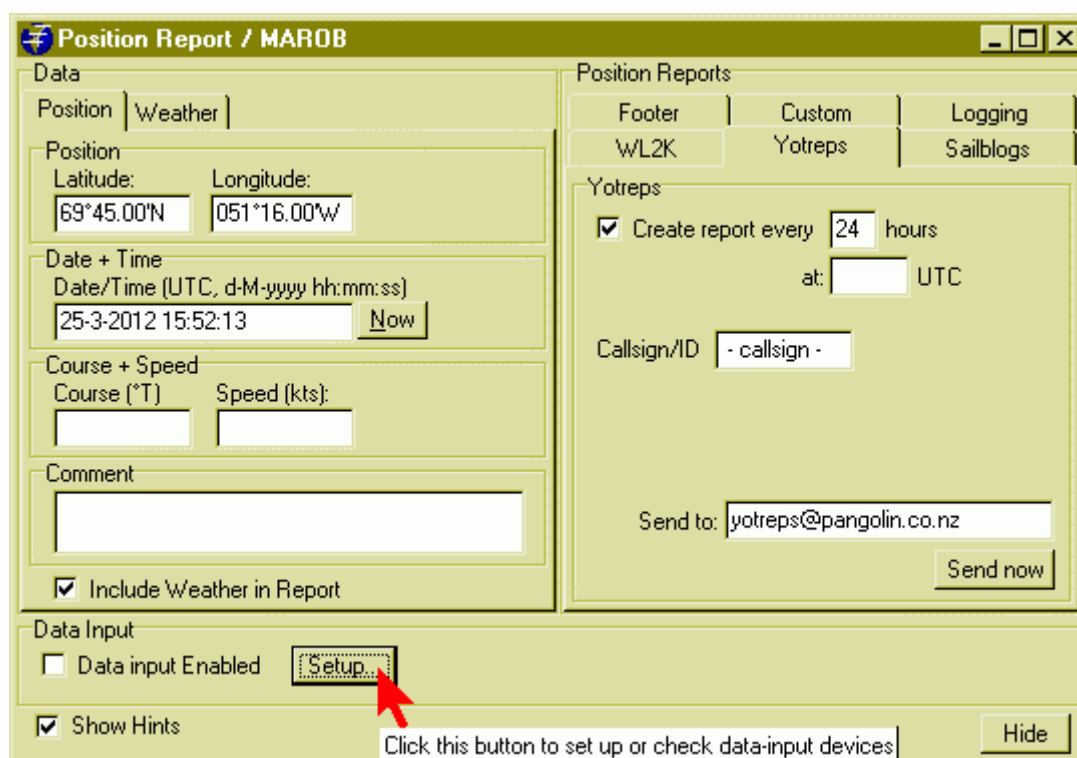 Position Report / MAROB
Data
Position Weather
Position
Latitude: Longitude:
69°45.00'N 051°16.00'W
Date + Time
Date/Time (UTC, d-M-yyyy hh:mm:ss)
25-3-2012 15:52:13 Now
Course + Speed
Course (°T) Speed (kts):
Comment
Include Weather in Report
Position Reports
Footer Custom Logging
WL2K Yotreps Sailblogs
Yotreps
Create report every 24 hours
at: UTC
Callsign/ID - callsign -
Send to: yotreps@pangolin.co.nz
Send now
Data Input
Data input Enabled Setup...
Show Hints
Click this button to set up or check data-input devices
Hide